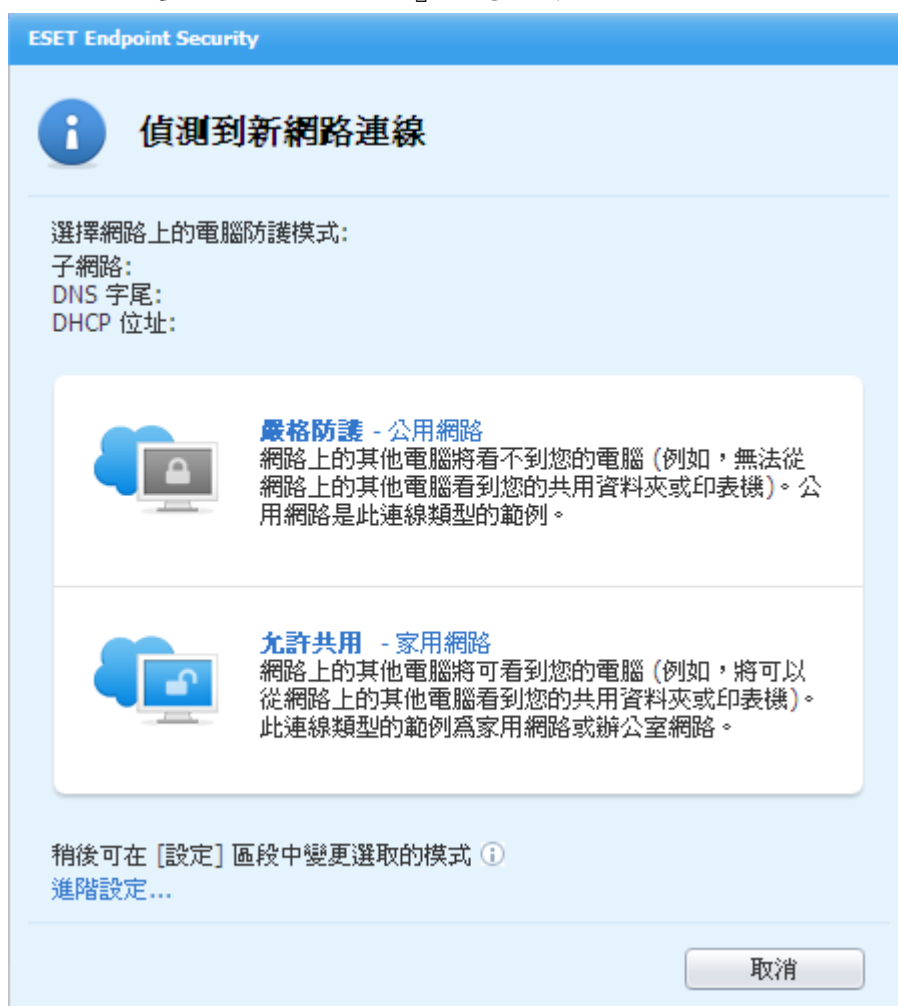 ESET Endpoint Security
偵測到新網路連線
選擇網路上的電腦防護模式:
子網路:
DNS 字尾:
DHCP 位址:
嚴格防護 - 公用網路
網路上的其他電腦將看不到您的電腦 (例如，無法從
網路上的其他電腦看到您的共用資料夾或印表機)。公
用網路是此連線類型的範例。
允許共用 - 家用網路
網路上的其他電腦將可看到您的電腦 (例如，將可以
從網路上的其他電腦看到您的共用資料夾或印表機)。
此連線類型的範例為家用網路或辦公室網路。
稍後可在 [設定] 區段中變更選取的模式
進階設定...
取消